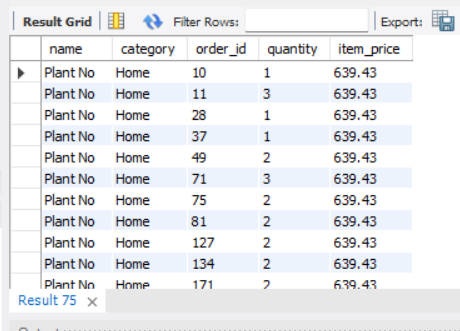 Result Grid Filter Rows: Export:
name category order_id quantity item_price
Plant No Home 10 1 639.43
Plant No Home 11 3 639.43
Plant No Home 28 1 639.43
Plant No Home 37 1 639.43
Plant No Home 49 2 639.43
Plant No Home 71 3 639.43
Plant No Home 75 2 639.43
Plant No Home 81 2 639.43
Plant No Home 127 2 639.43
Plant No Home 134 2 639.43
Plant No Home 171 2 639.43
Result 75